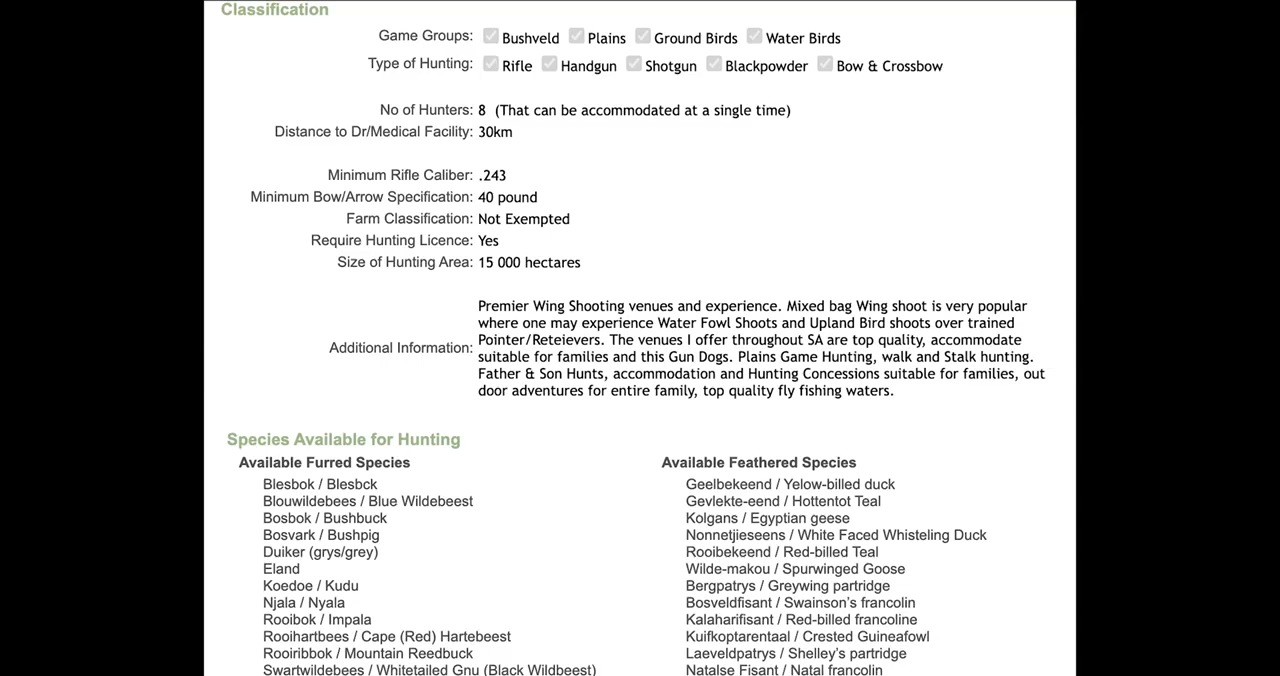 Classification
Game Groups: Bushveld Plains Ground Birds Water Birds
Type of Hunting: Rifle Handgun Shotgun Blackpowder Bow & Crossbow
No of Hunters: 8 (That can be accommodated at a single time)
Distance to Dr/Medical Facility: 30km
Minimum Rifle Caliber: .243
Minimum Bow/Arrow Specification: 40 pound
Farm Classification: Not Exempted
Require Hunting Licence: Yes
Size of Hunting Area: 15 000 hectares
Additional Information:
Premier Wing Shooting venues and experience. Mixed bag Wing shoot is very popular
where one may experience Water Fowl Shoots and Upland Bird shoots over trained
Pointer/Reteievers. The venues I offer throughout SA are top quality, accommodate
suitable for families and this Gun Dogs. Plains Game Hunting, walk and Stalk hunting.
Father & Son Hunts, accommodation and Hunting Concessions suitable for families, out
door adventures for entire family, top quality fly fishing waters.
Species Available for Hunting
Available Furred Species
Blesbok / Blesbck
Blouwildebees / Blue Wildebeest
Bosbok / Bushbuck
Bosvark / Bushpig
Duiker (grys/grey)
Eland
Koedoe / Kudu
Njala / Nyala
Rooibok / Impala
Rooihartbees / Cape (Red) Hartebeest
Rooiribbok / Mountain Reedbuck
Swartwildebees / Whitetailed Gnu (Black Wildbeest)
Available Feathered Species
Geelbekeend / Yelow-billed duck
Gevlekte-eend / Hottentot Teal
Kolgans / Egyptian geese
Nonnetjieseens / White Faced Whisteling Duck
Rooibekeend / Red-billed Teal
Wilde-makou / Spurwinged Goose
Bergpatrys / Greywing partridge
Bosveldfisant / Swainson's francolin
Kalaharifisant / Red-billed francoline
Kuifkoptarentaal / Crested Guineafowl
Laeveldpatrys / Shelley's partridge
Natalse Fisant / Natal francolin